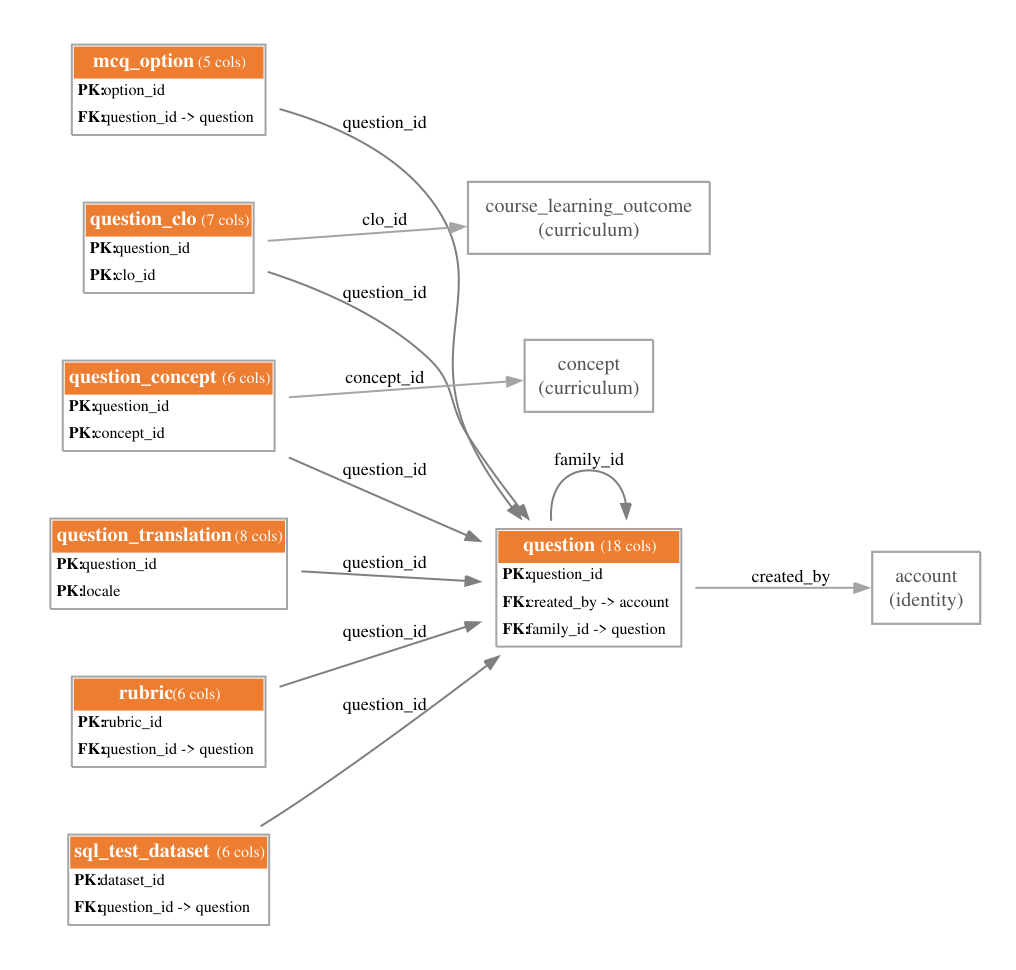 mcq_option (5 cols)
PK:option_id
FK:question_id -> question
question_id
question_clo (7 cols)
PK:question_id
PK:clo_id
clo_id
course_learning_outcome
(curriculum)
question_id
question_concept (6 cols)
PK:question_id
PK:concept_id
concept_id
concept
(curriculum)
question_id
family_id
question_translation (8 cols)
PK:question_id
PK:locale
question_id
question (18 cols)
PK:question_id
FK:created_by -> account
FK:family_id -> question
created_by
account
(identity)
question_id
rubric(6 cols)
PK:rubric_id
FK:question_id -> question
question_id
sql_test_dataset (6 cols)
PK:dataset_id
FK:question_id -> question